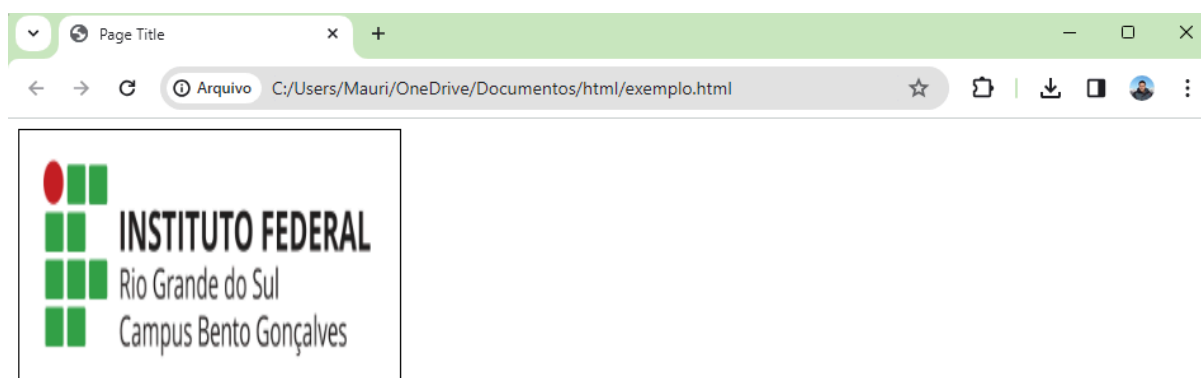 Page Title
Arquivo C:/Users/Mauri/OneDrive/Documentos/html/exemplo.html
INSTITUTO FEDERAL
Rio Grande do Sul
Campus Bento Gonçalves